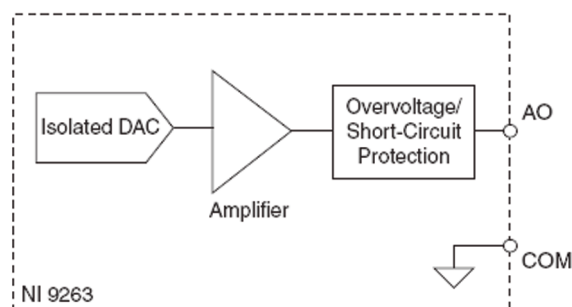 Isolated DAC
Amplifier
Overvoltage/
Short-Circuit
Protection
AO
COM
NI 9263